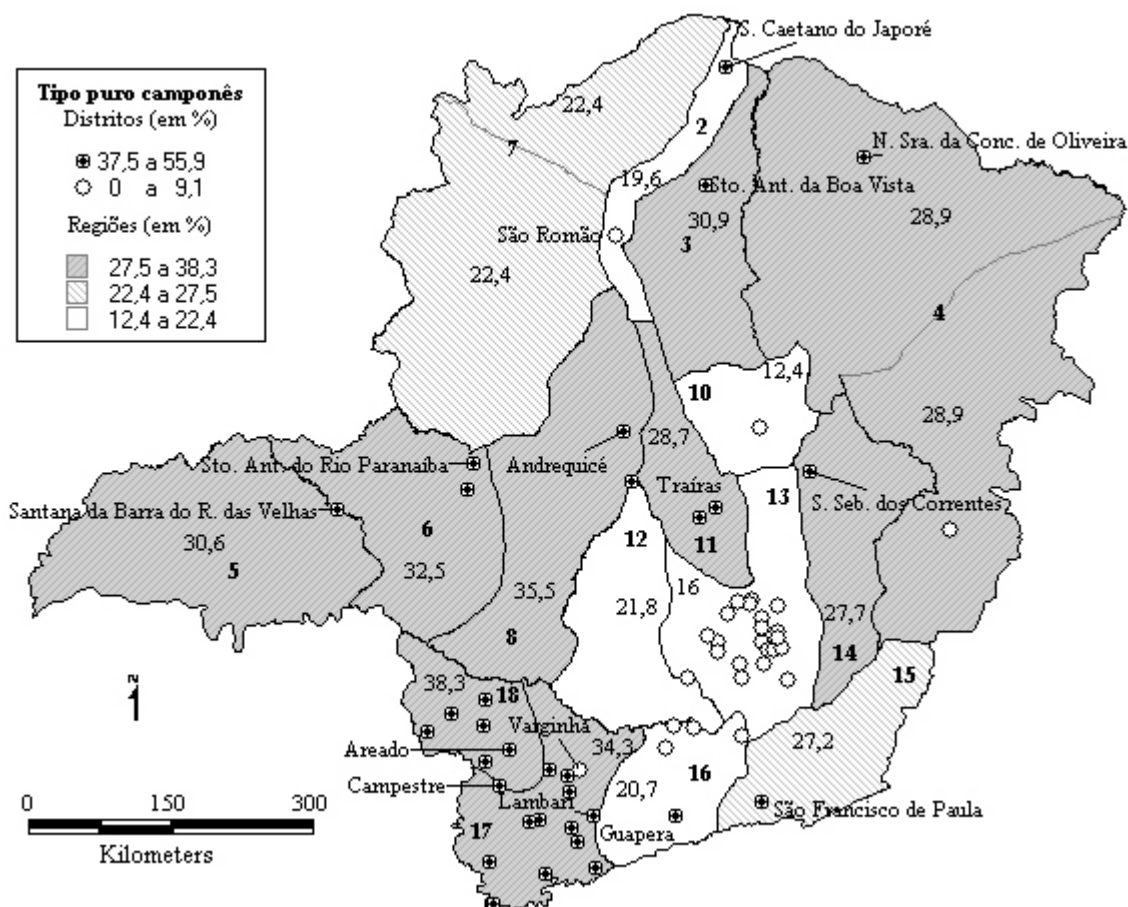 S. Caetano do Japoré
Tipo puro camponês
Distritos (em %)
37,5 a 55,9
0 a 9,1
Regiões (em %)
27,5 a 38,3
22,4 a 27,5
12,4 a 22,4
22,4
7
2
N. Sra. da Conc. de Oliveira
19,6
Sto. Ant. da Boa Vista
30,9
3
28,9
São Romão
22,4
4
12,4
10
28,9
28,7
Andrequicé
Sto. Ant. do Rio Paranaiba
Traíras
13
S. Seb. dos Correntes
Santana da Barra do R. das Velhas
6
12
11
30,6
5
32,5
35,5
16
21,8
27,7
8
14
15
38,3
18
Varginha
34,3
27,2
Areado
Campestre
20,7
16
Lambari
São Francisco de Paula
17
Guapera
N
0 150 300
Kilometers